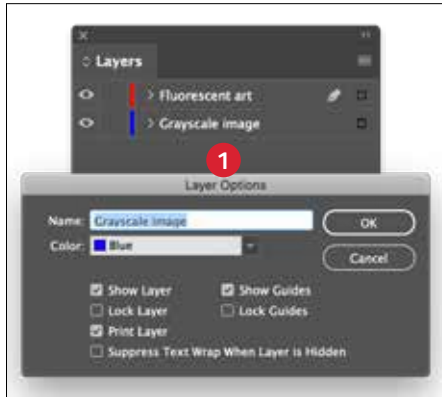 Layers
Fluorescent art
Grayscale image
1
Layer Options
Name: Grayscale image
OK
Color: Blue
Cancel
Show Layer Show Guides
Lock Layer Lock Guides
Print Layer
Suppress Text Wrap When Layer is Hidden